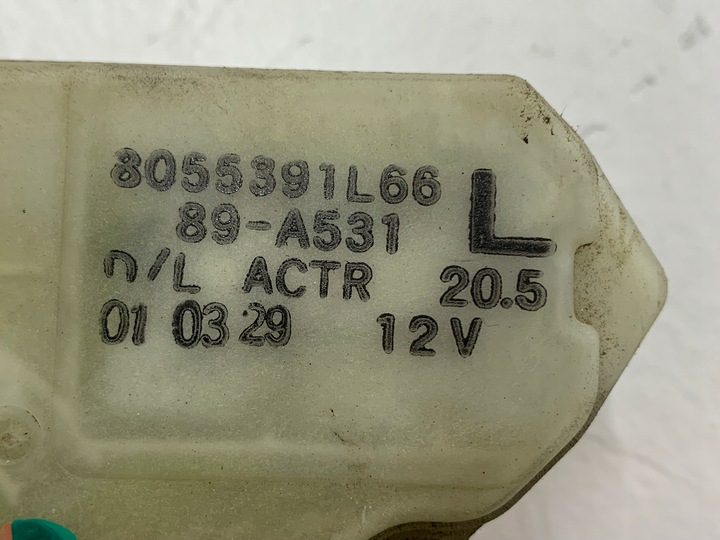 8055391L66
89-A531 L
n/L ACTR 20.5
01 03 29 12V